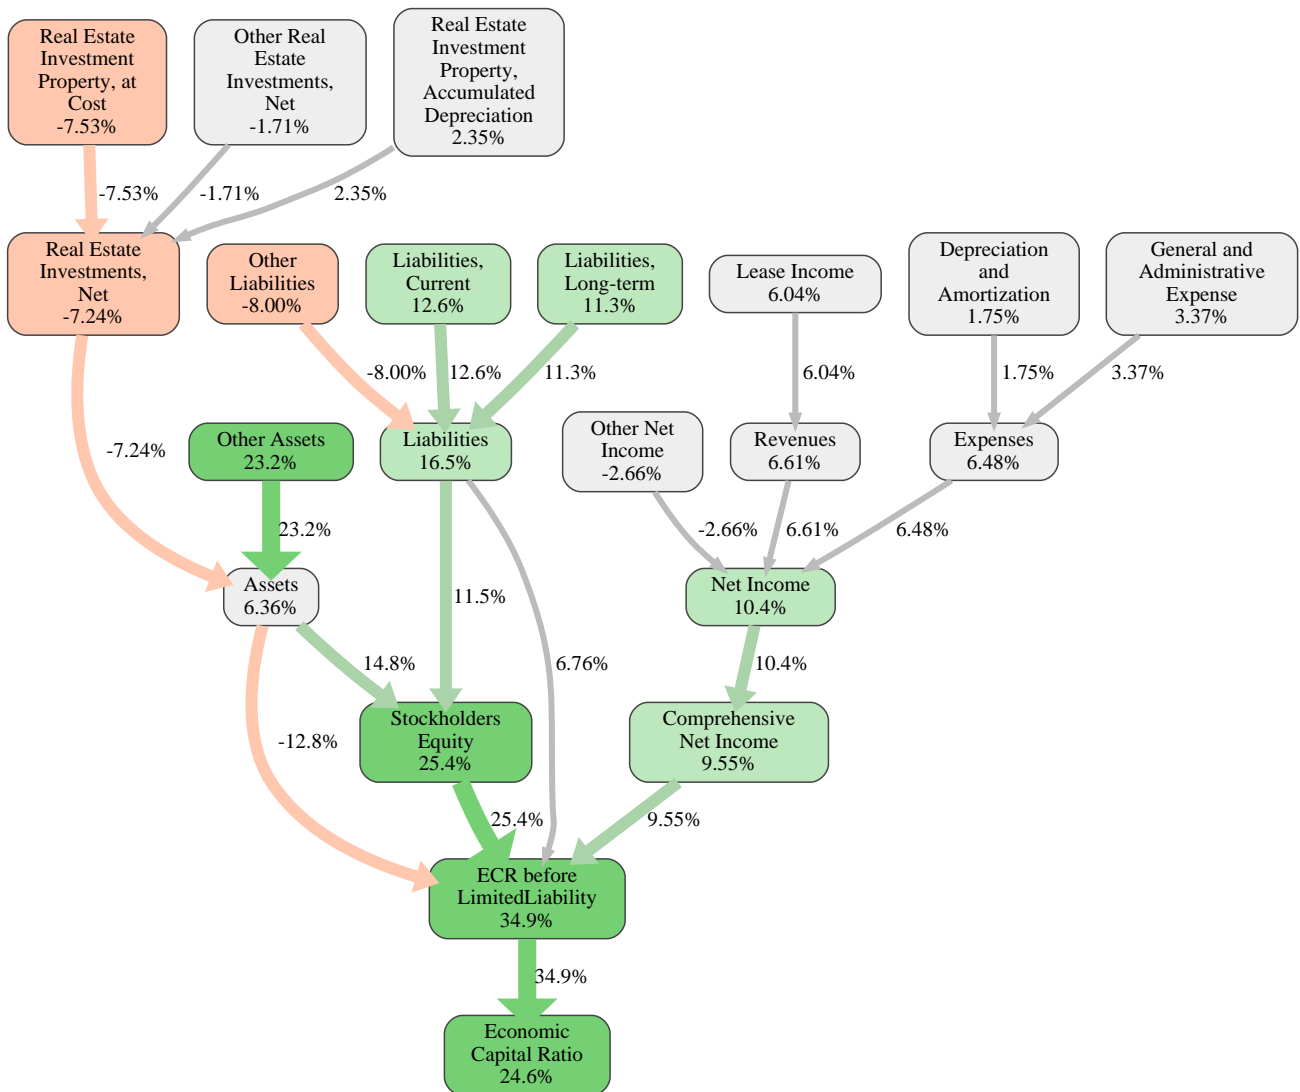 Real Estate
Investment
Property, at
Cost
-7.53%
Other Real
Estate
Investments,
Net
-1.71%
Real Estate
Investment
Property,
Accumulated
Depreciation
2.35%
-7.53%
-1.71%
2.35%
Real Estate
Investments,
Net
-7.24%
Other
Liabilities
-8.00%
Liabilities,
Current
12.6%
Liabilities,
Long-term
11.3%
Lease Income
6.04%
Depreciation
and
Amortization
1.75%
General and
Administrative
Expense
3.37%
-8.00%
12.6%
11.3%
6.04%
1.75%
3.37%
-7.24%
Other Assets
23.2%
Liabilities
16.5%
Other Net
Income
-2.66%
Revenues
6.61%
Expenses
6.48%
23.2%
-2.66%
6.61%
6.48%
Assets
6.36%
11.5%
Net Income
10.4%
14.8%
6.76%
10.4%
-12.8%
Stockholders
Equity
25.4%
Comprehensive
Net Income
9.55%
25.4%
9.55%
ECR before
LimitedLiability
34.9%
34.9%
Economic
Capital Ratio
24.6%